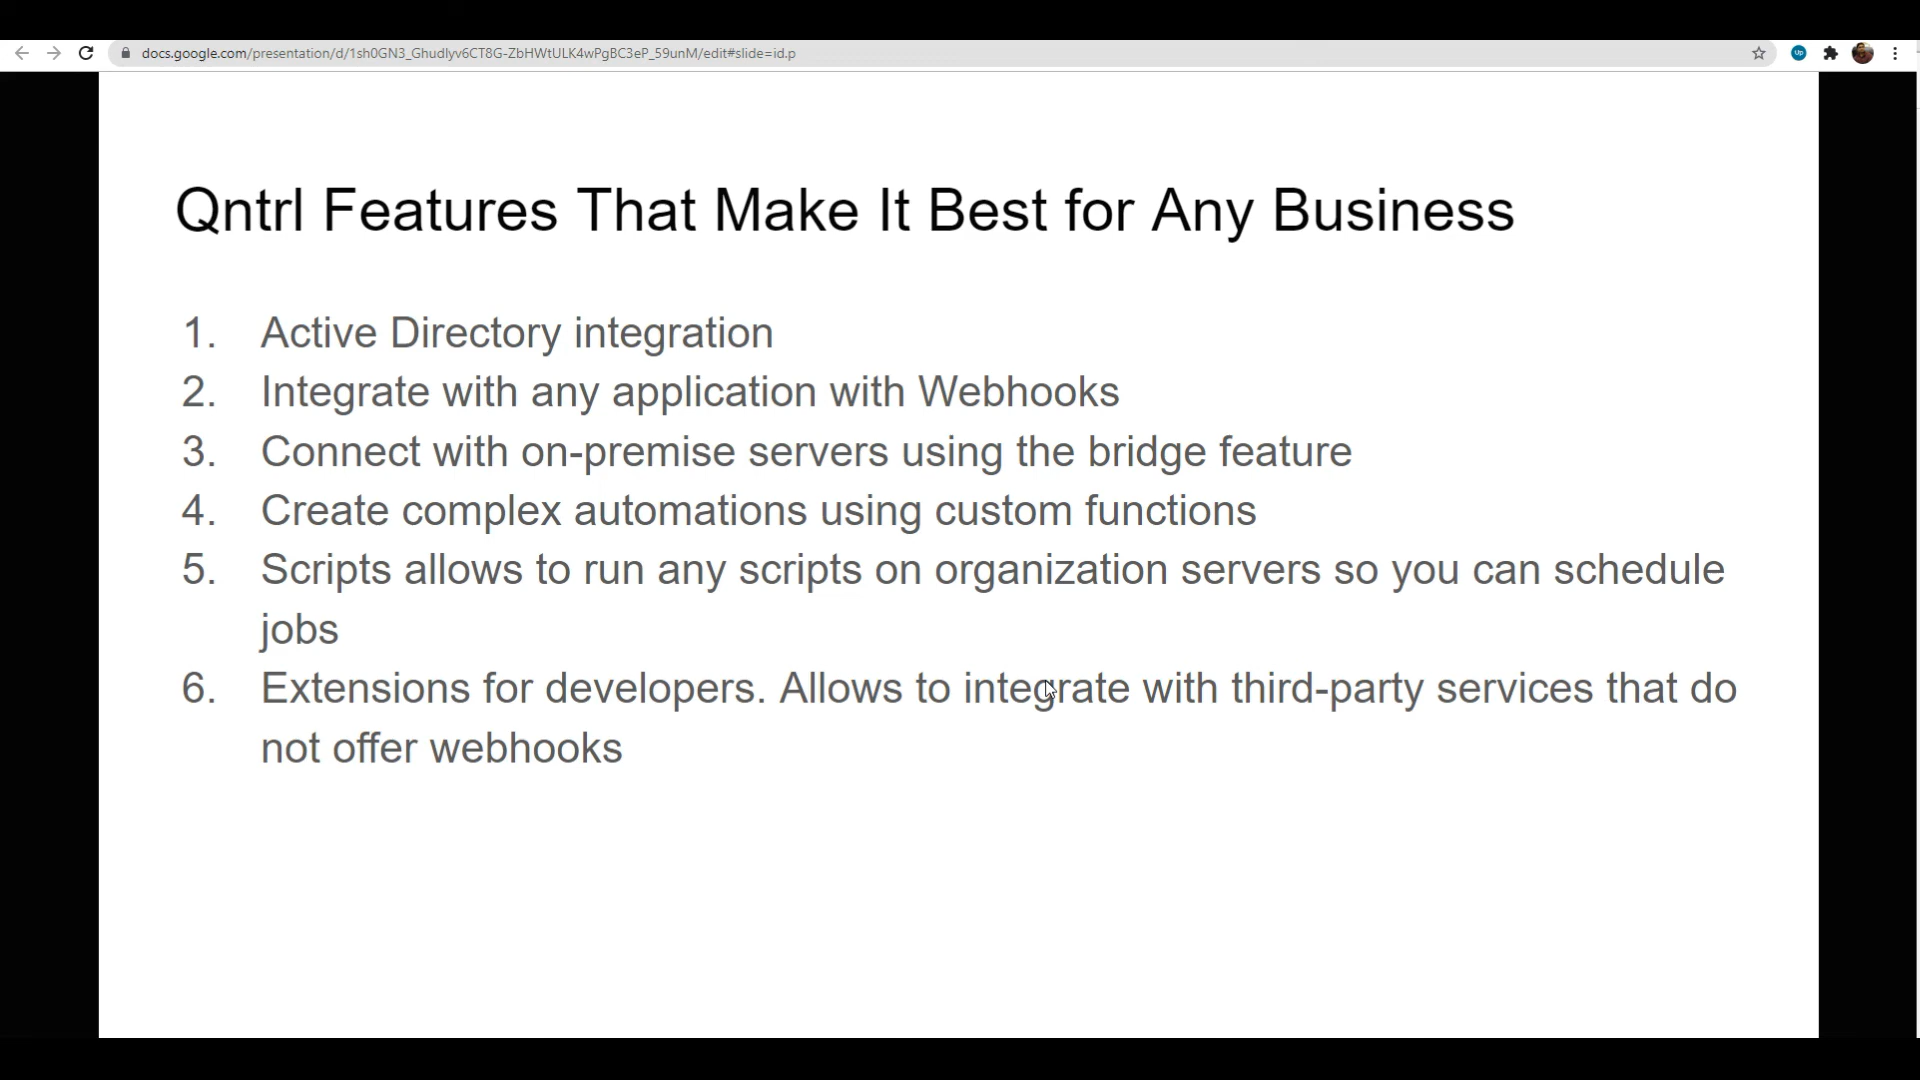 docs.google.com/presentation/d/1sh0GN3_Ghudlyv6CT8G-ZbHWtULK4wPgBC3eP_59unM/edit#slide=id.p
Up
Qntrl Features That Make It Best for Any Business
1. Active Directory integration
2. Integrate with any application with Webhooks
3. Connect with on-premise servers using the bridge feature
4. Create complex automations using custom functions
5. Scripts allows to run any scripts on organization servers so you can schedule
jobs
6. Extensions for developers. Allows to integrate with third-party services that do
not offer webhooks